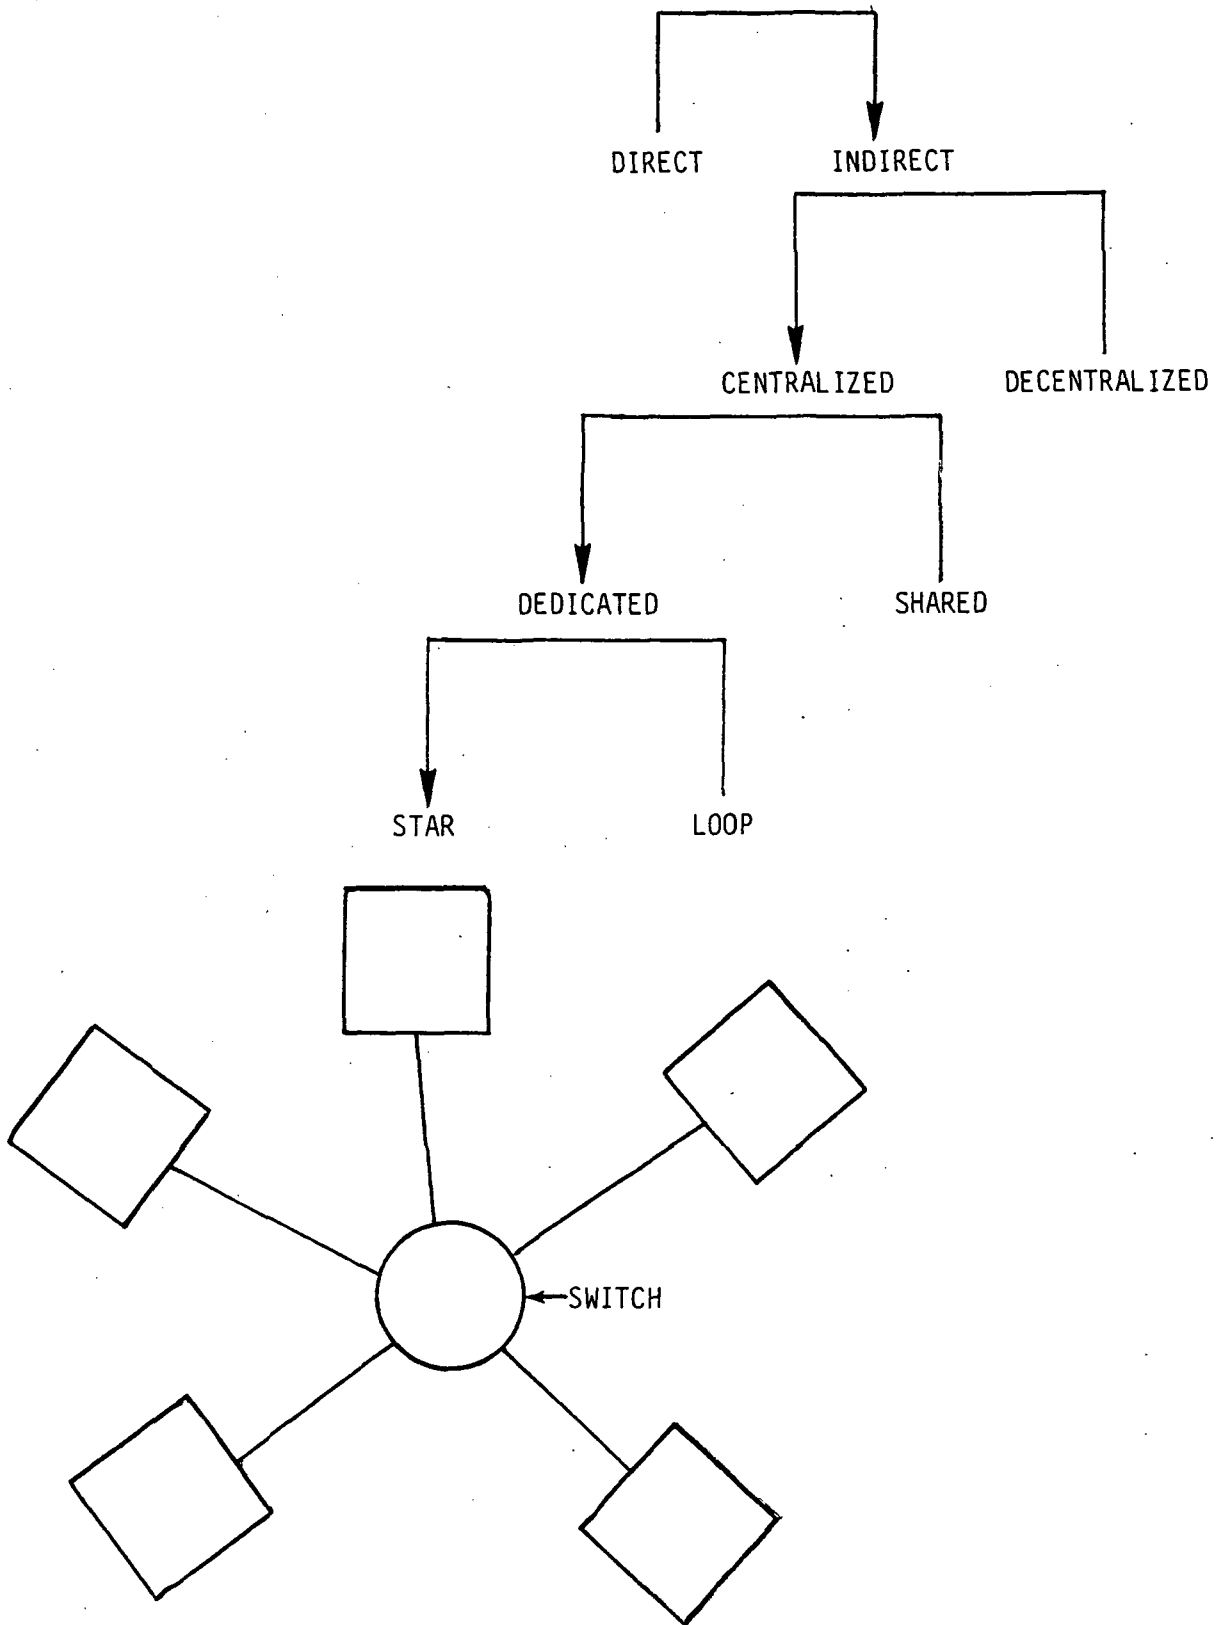 DIRECT INDIRECT
CENTRALIZED DECENTRALIZED
DEDICATED SHARED
STAR LOOP
SWITCH